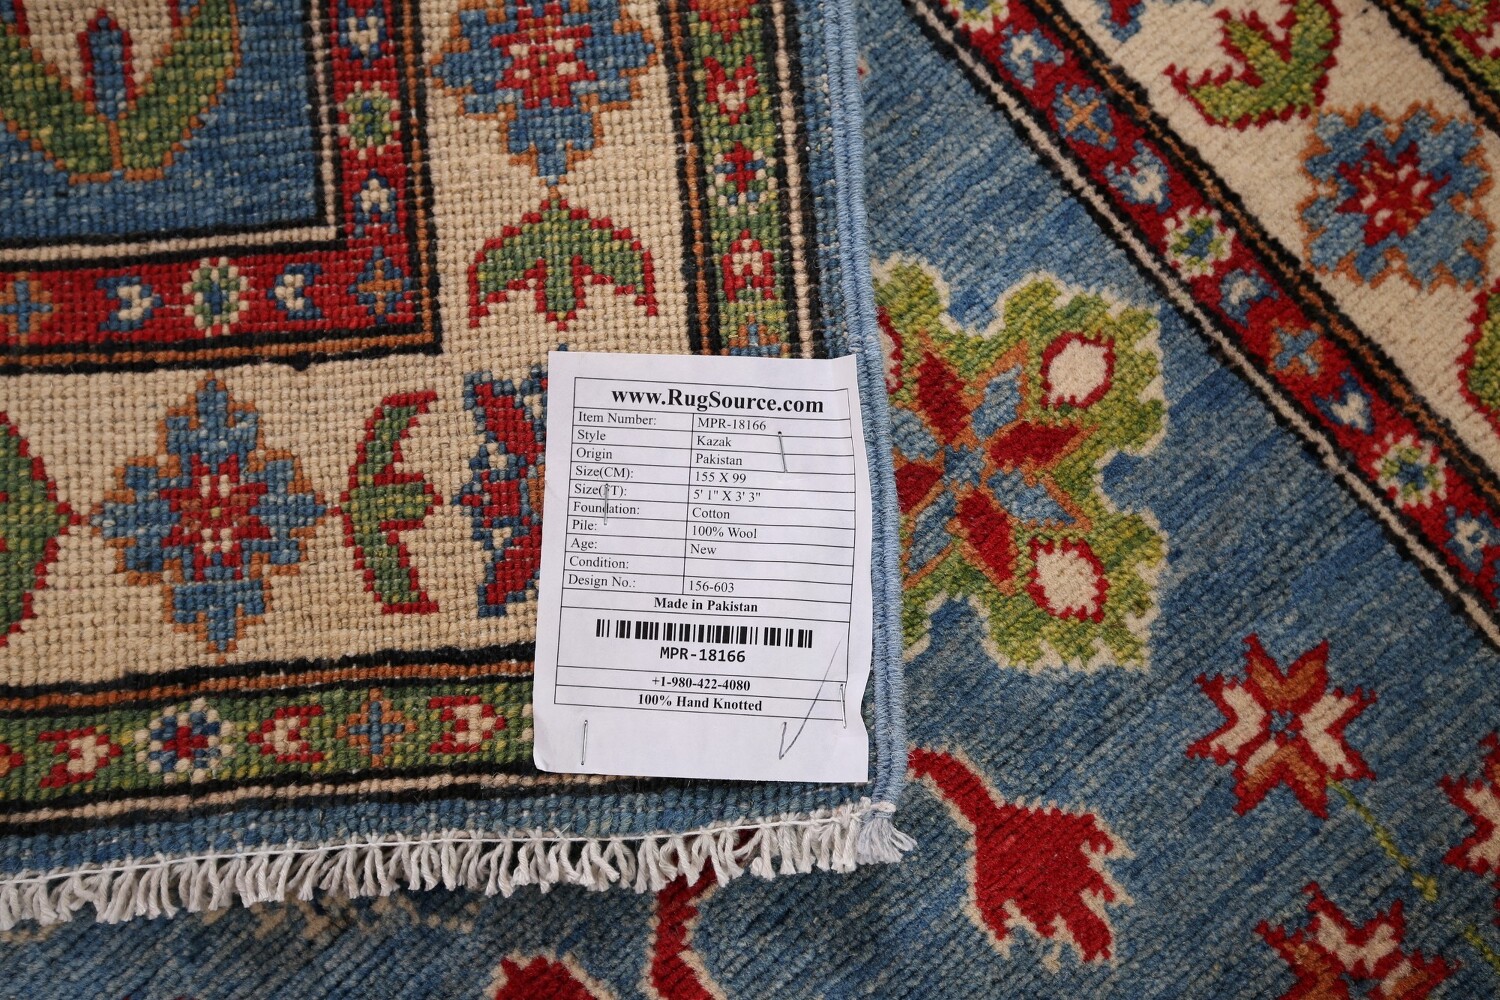 www.RugSource.com
Item Number: MPR-18166
Style Kazak
Origin Pakistan
Size(CM): 155 X 99
Size(FT): 5' 1" X 3' 3"
Foundation: Cotton
Pile: 100% Wool
Age: New
Condition:
Design No.: 156-603
Made in Pakistan
MPR-18166
+1-980-422-4080
100% Hand Knotted